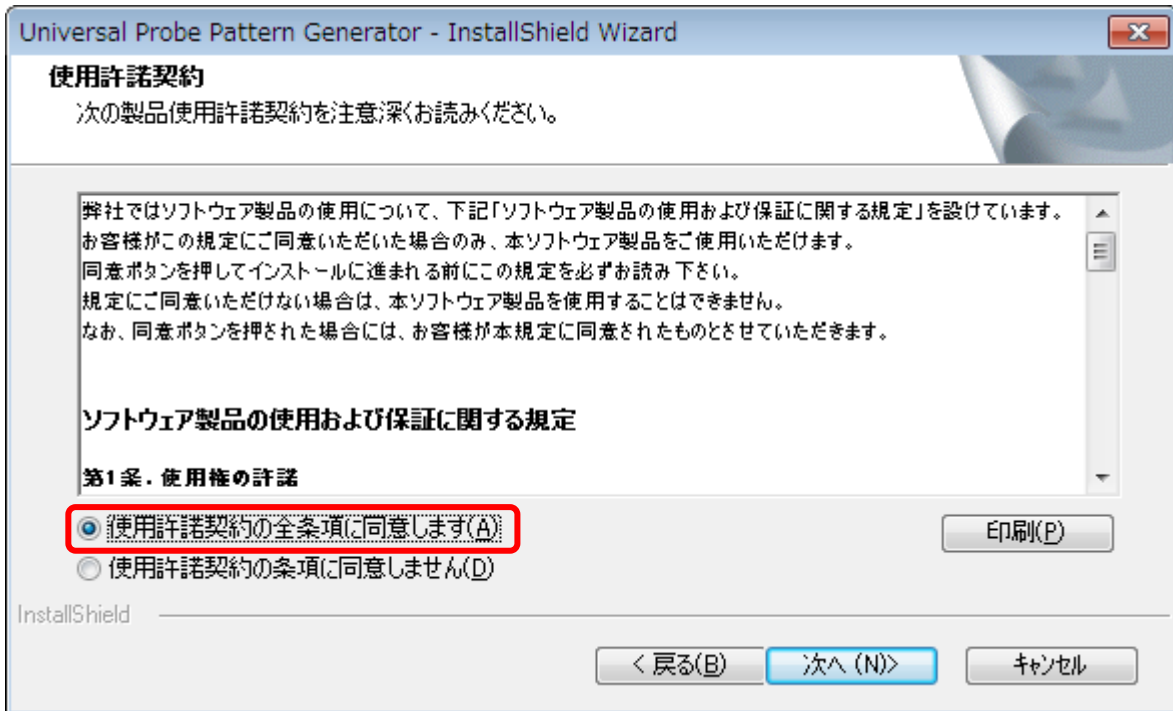 Universal Probe Pattern Generator - InstallShield Wizard
使用許諾契約
次の製品使用許諾契約を注意深くお読みください。
弊社ではソフトウェア製品の使用について、下記「ソフトウェア製品の使用および保証に関する規定」を設けています。
お客様がこの規定にご同意いただいた場合のみ、本ソフトウェア製品をご使用いただけます。
同意ボタンを押してインストールに進まれる前にこの規定を必ずお読み下さい。
規定にご同意いただけない場合は、本ソフトウェア製品を使用することはできません。
なお、同意ボタンを押された場合には、お客様が本規定に同意されたものとさせていただきます。
ソフトウェア製品の使用および保証に関する規定
第1条. 使用権の許諾
使用許諾契約の全条項に同意します(A)
印刷(P)
使用許諾契約の条項に同意しません(D)
InstallShield
< 戻る(B)
次へ (N)>
キャンセル